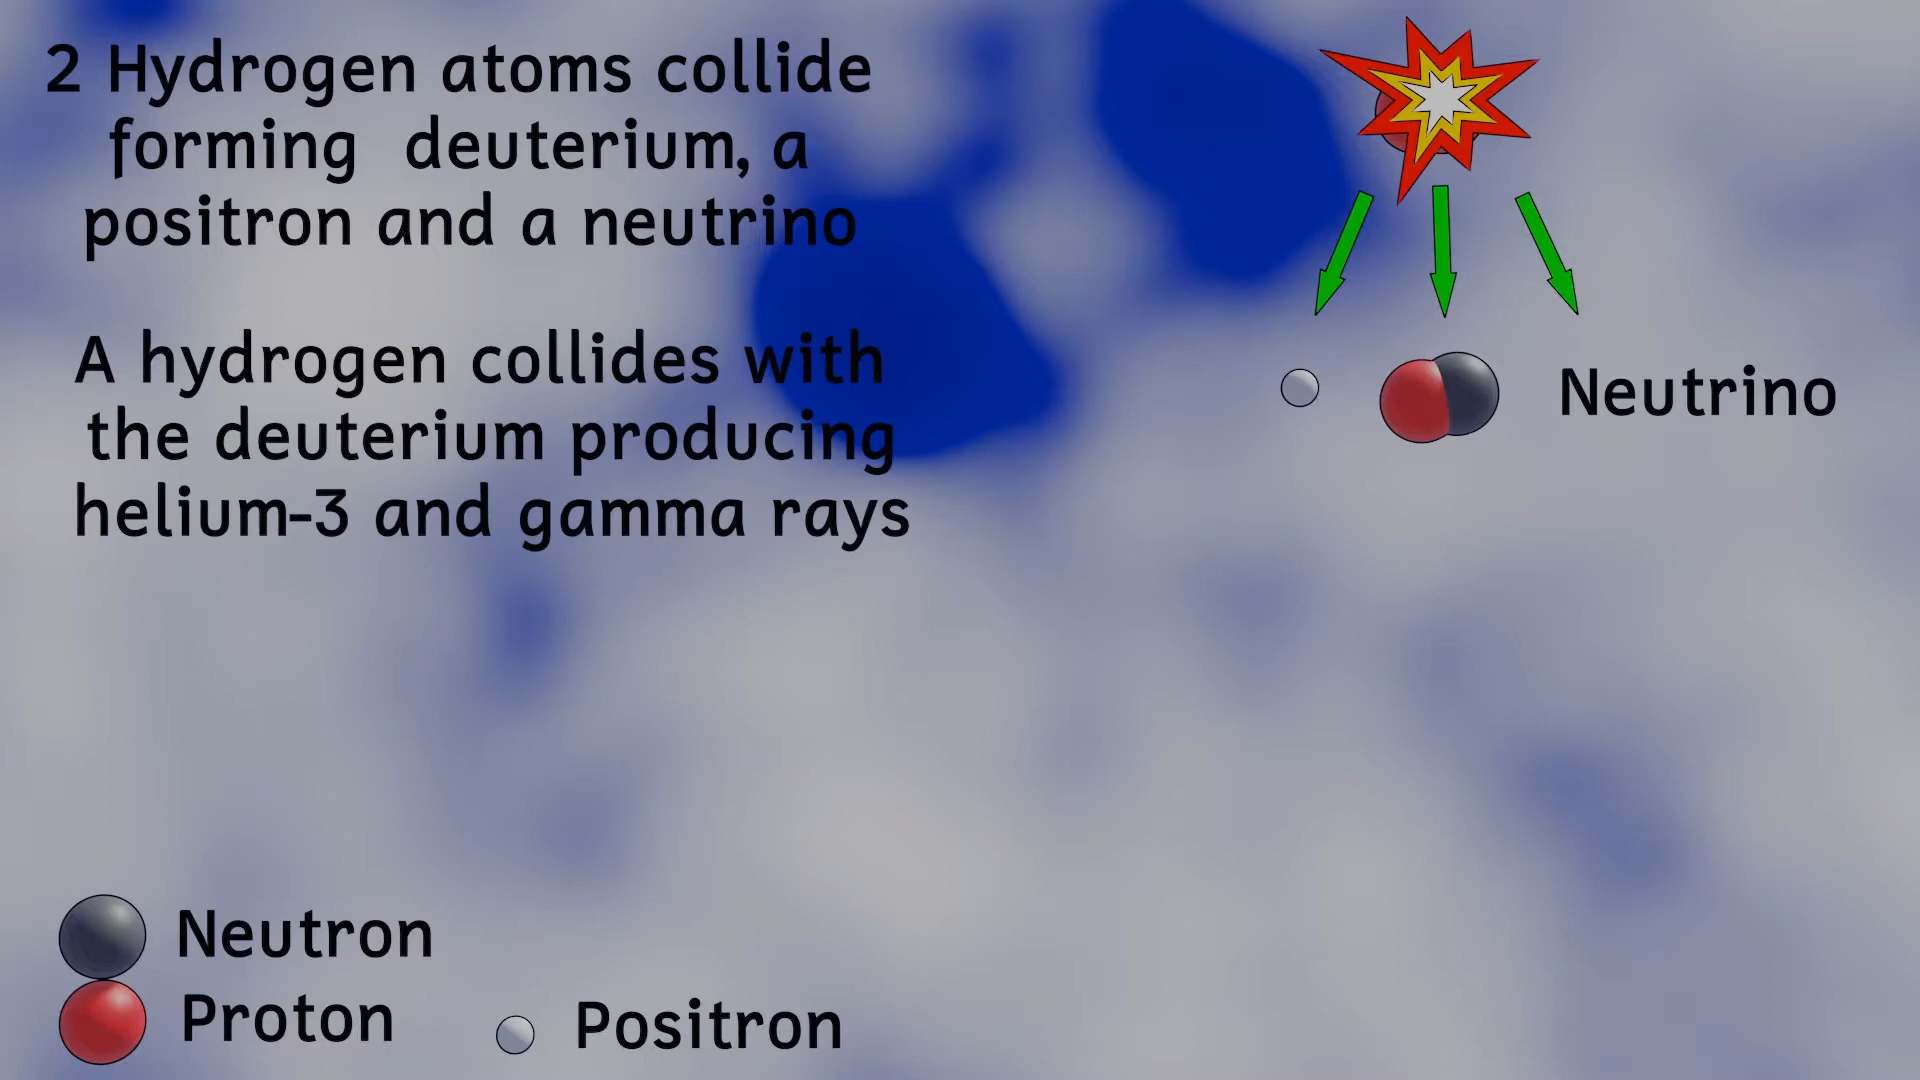 2 Hydrogen atoms collide
forming deuterium, a
positron and a neutrino
A hydrogen collides with
the deuterium producing
helium-3 and gamma rays
Neutrino
Neutron
Proton
Positron